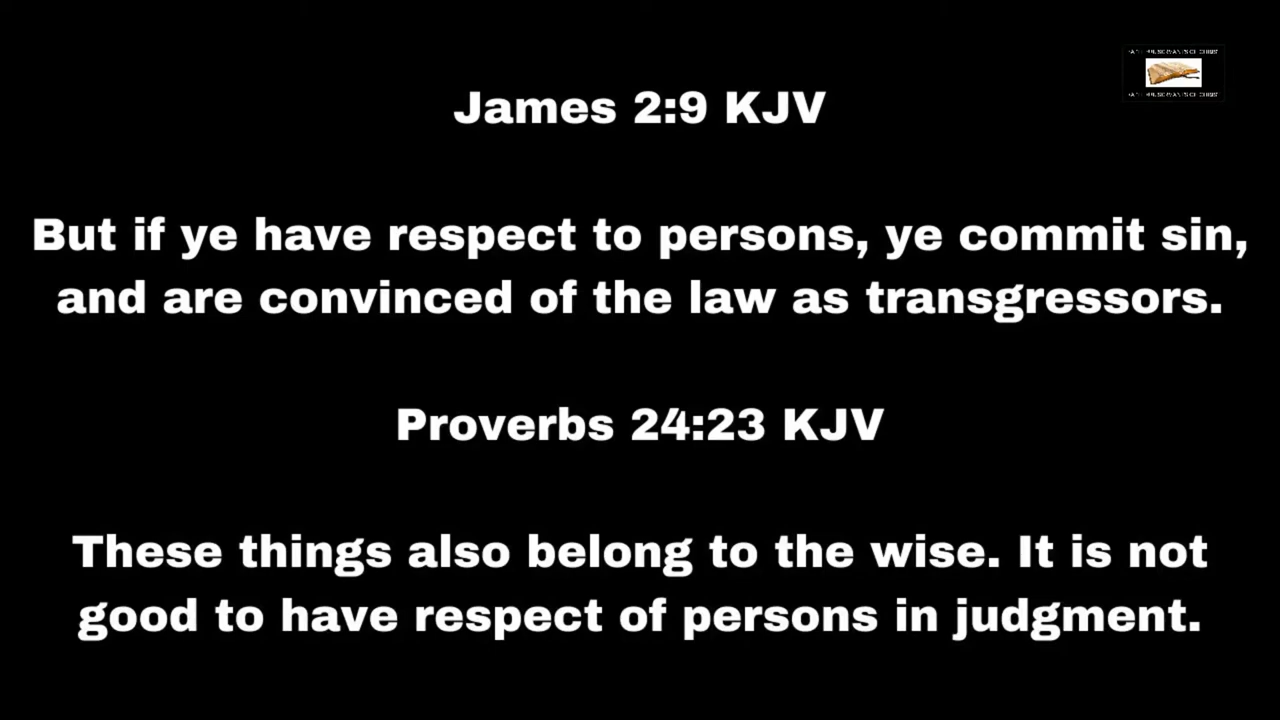 James 2:9 KJV
But if ye have respect to persons, ye commit sin,
and are convinced of the law as transgressors.
Proverbs 24:23 KJV
These things also belong to the wise. It is not
good to have respect of persons in judgment.